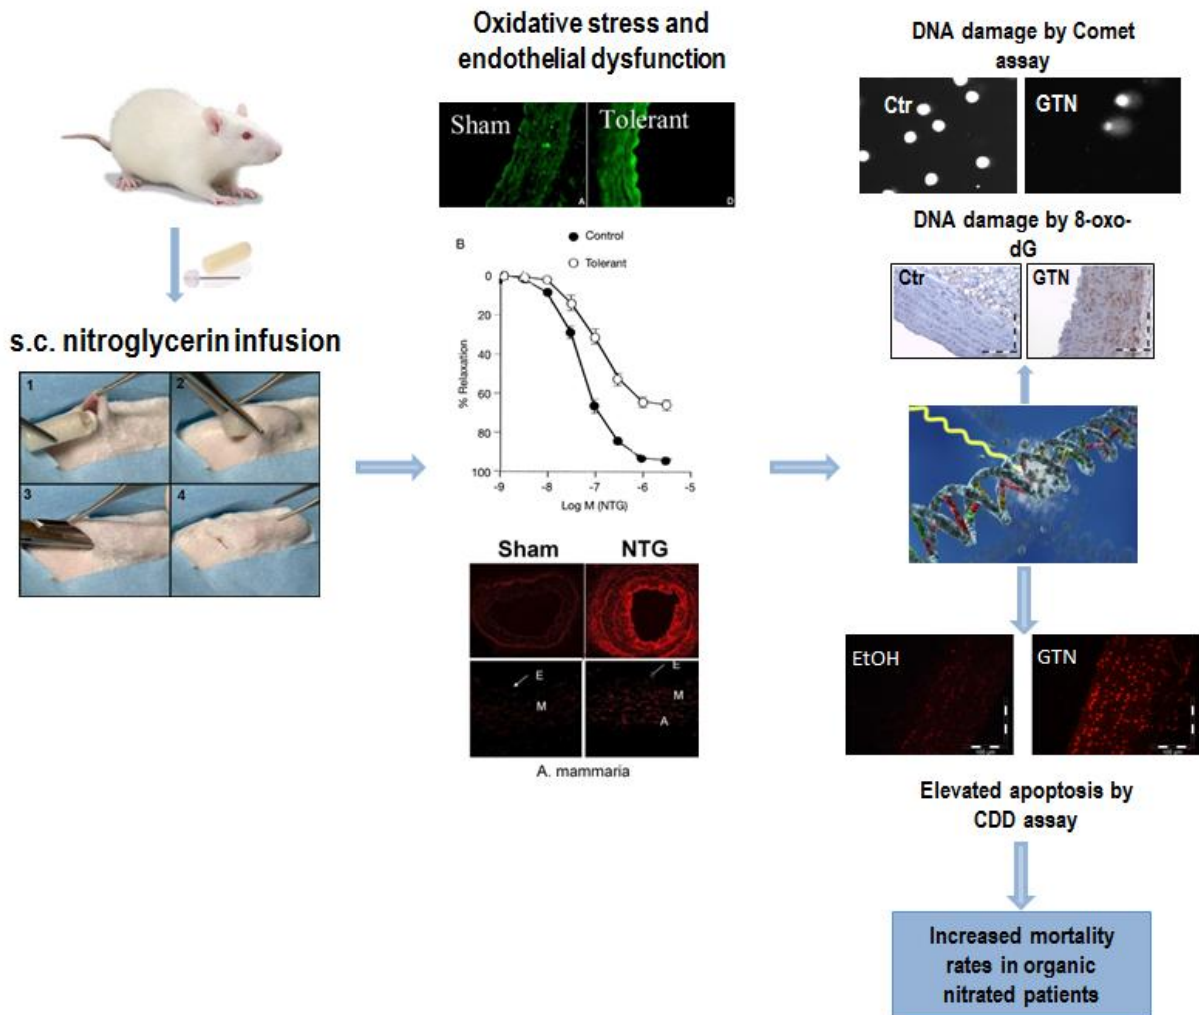 s.c. nitroglycerin infusion
1
2
3
4
Oxidative stress and
endothelial dysfunction
Sham
Tolerant
A
D
B
Control
Tolerant
0
20
40
60
80
100
% Relaxation
-9
-8
-7
-6
-5
Log M (NTG)
Sham
NTG
E
M
E
M
A
A. mammaria
DNA damage by Comet
assay
Ctr
GTN
DNA damage by 8-oxo-
dG
Ctr
GTN
EtOH
GTN
Elevated apoptosis by
CDD assay
Increased mortality
rates in organic
nitrated patients